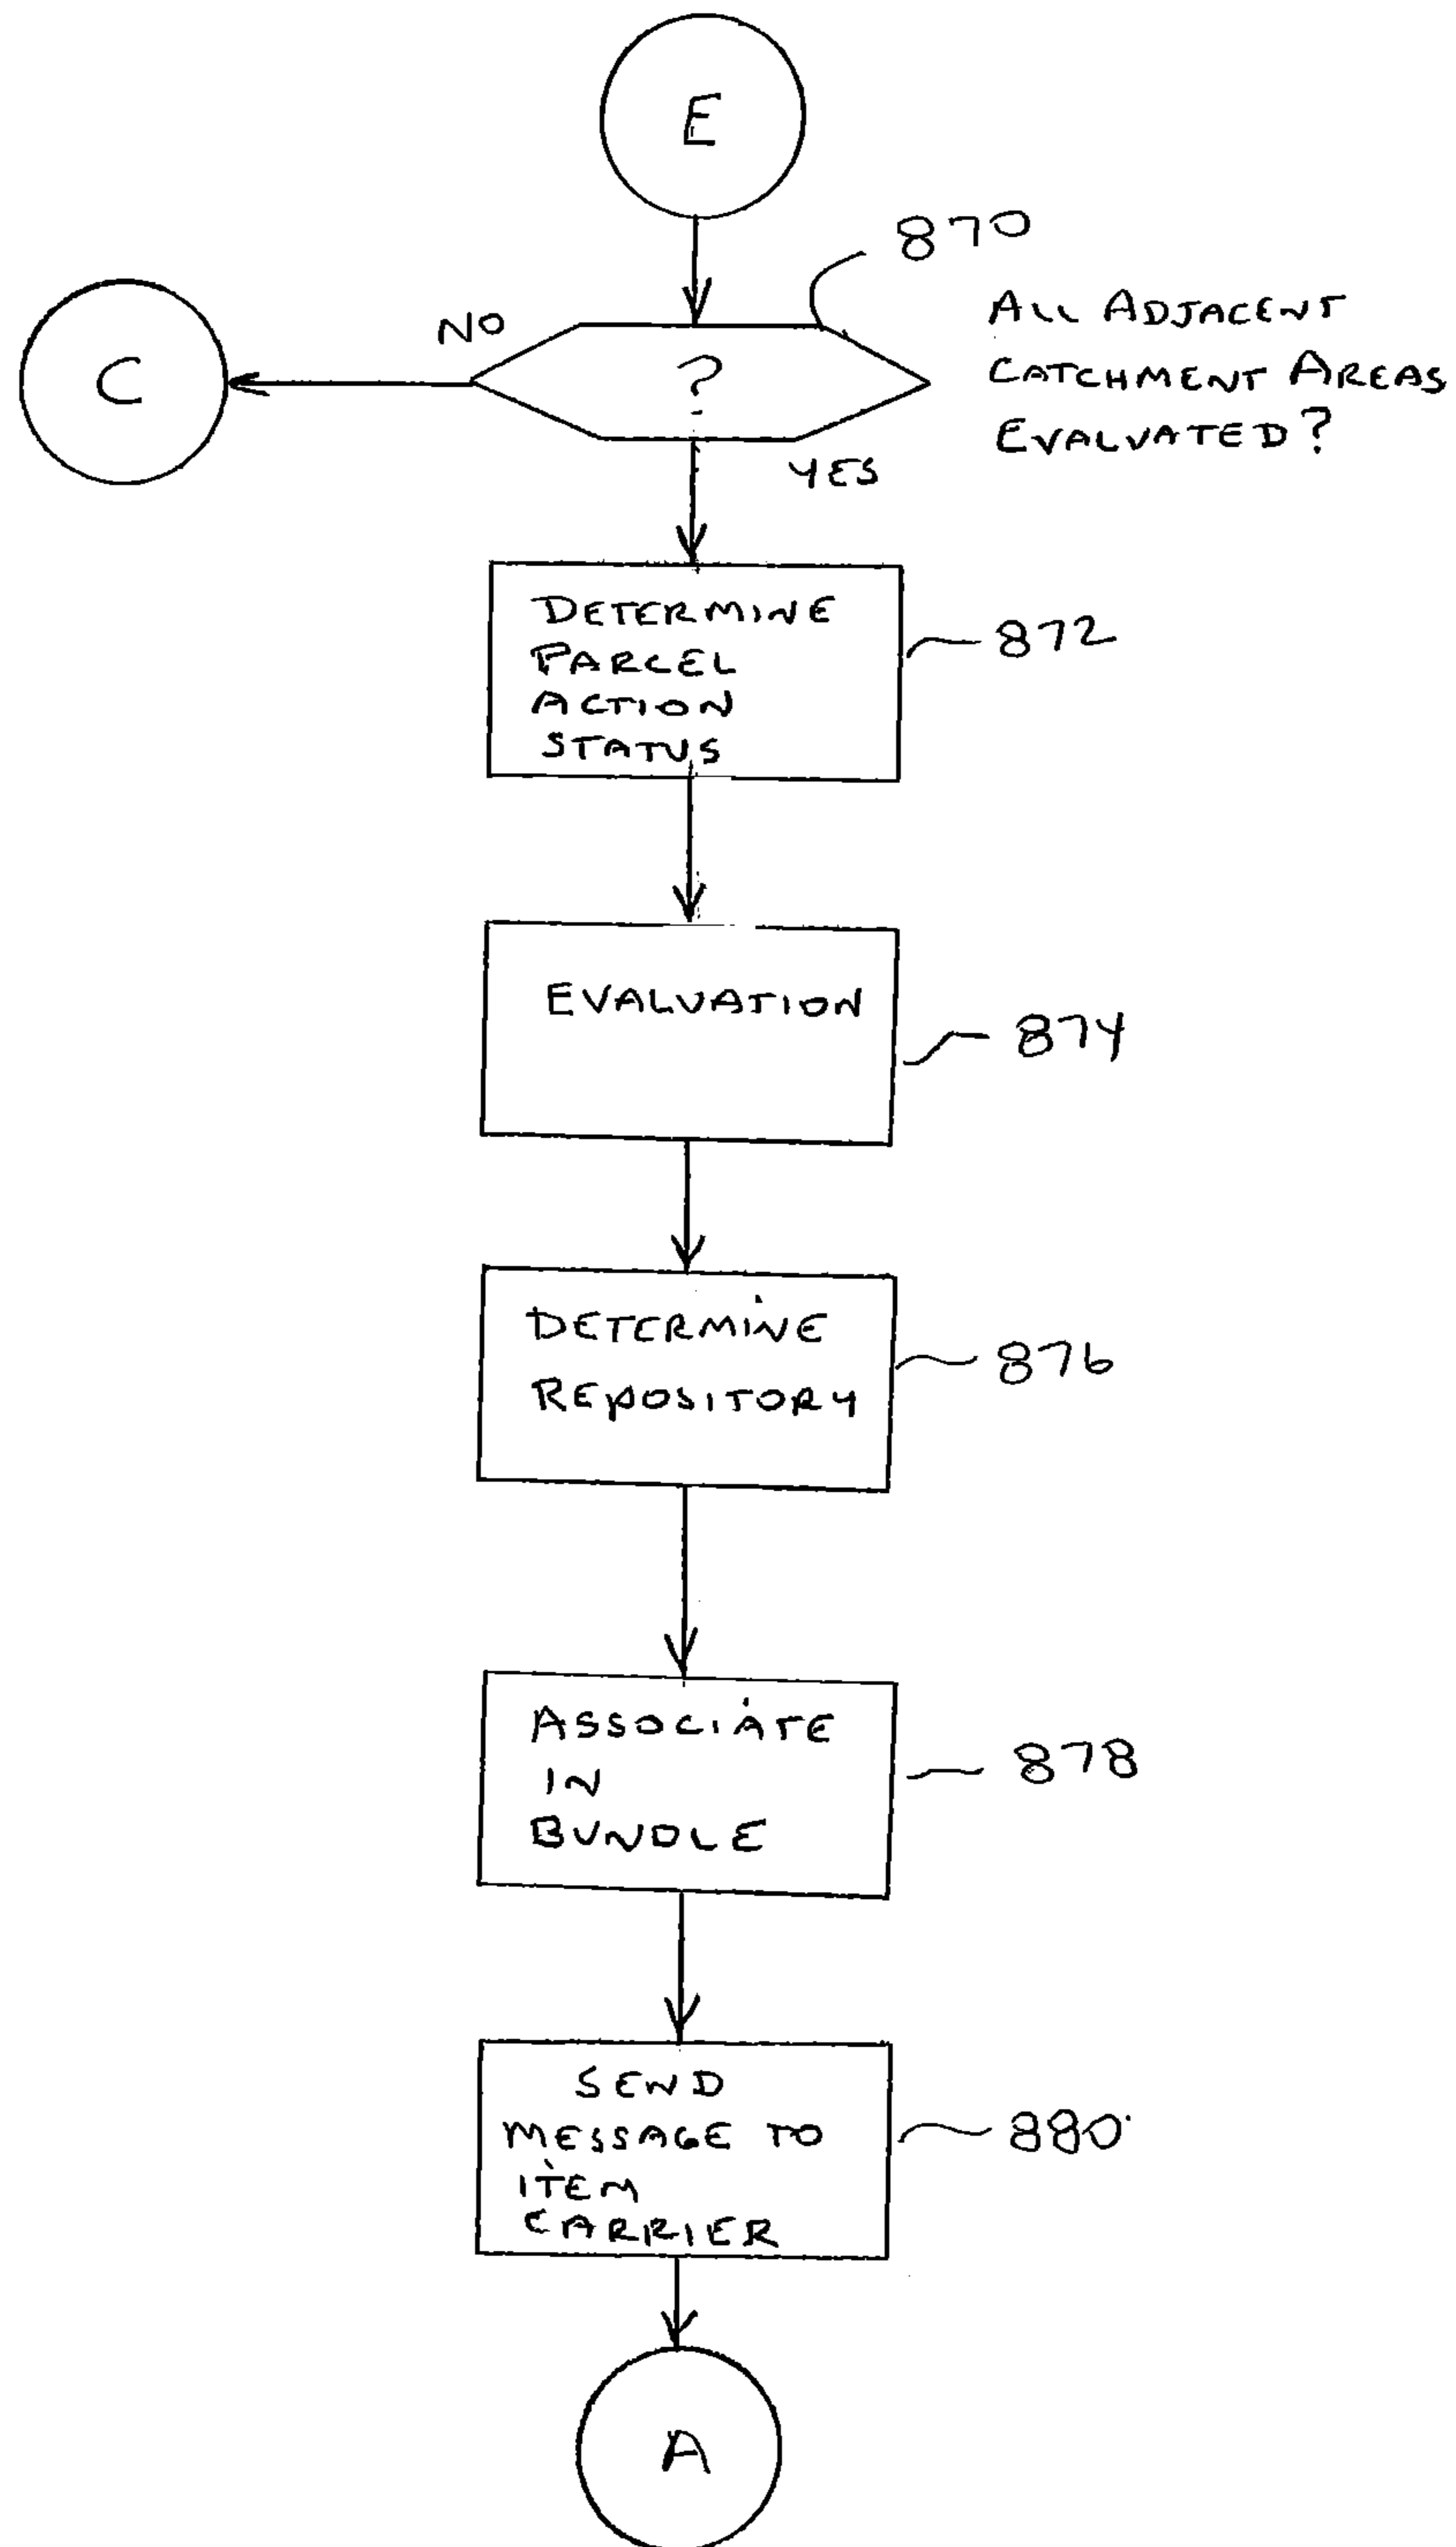 E
870
ALL ADJACENT
CATCHMENT AREAS
EVALUATED?
NO
C
?
YES
DETERMINE
PARCEL
ACTION
STATUS
872
EVALUATION
874
DETERMINE
REPOSITORY
876
ASSOCIATE
IN
BUNDLE
878
SEND
MESSAGE TO
ITEM
CARRIER
880
A